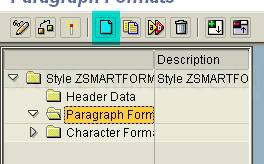 Paragraph Formats
Description
Style ZSMARTFORM Style ZSMARTFO
Header Data
Paragraph Form
Character Forma